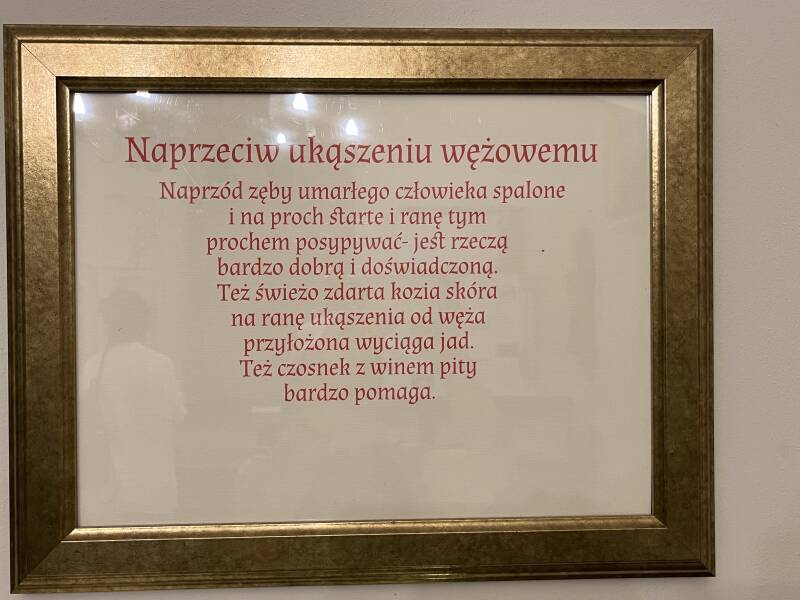 Naprzeciw ukąszeniu wężowemu
Naprzód zęby umarłego człowieka spalone
i na proch starte i ranę tym
prochem posypywać- jest rzeczą
bardzo dobrą i doświadczoną.
Też świeżo zdarta kozia skóra
na ranę ukąszenia od węża
przyłożona wyciąga jad.
Też czosnek z winem pity
bardzo pomaga.